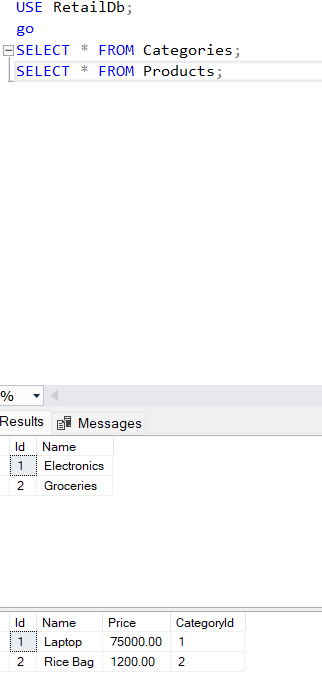 USE RetailDb;
go
SELECT * FROM Categories;
SELECT * FROM Products;
%
Results Messages
Id Name
1 Electronics
2 Groceries
Id Name Price CategoryId
1 Laptop 75000.00 1
2 Rice Bag 1200.00 2